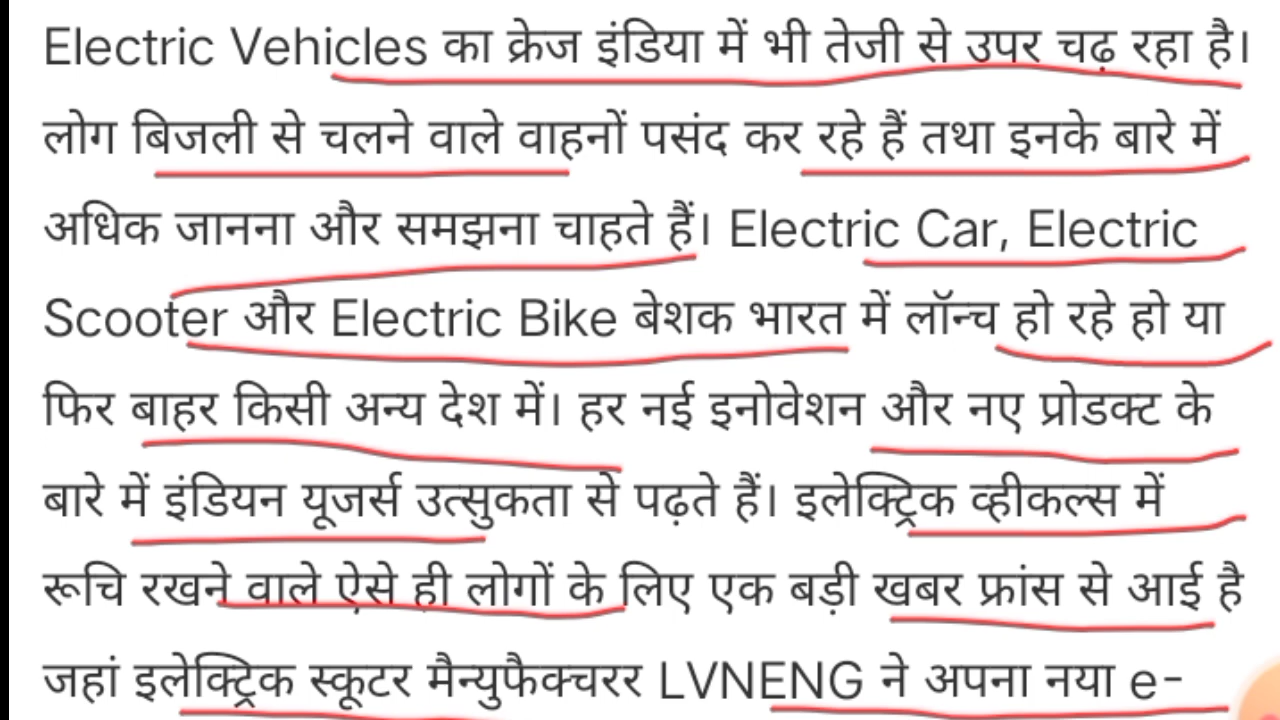 Electric Vehicles का क्रेज इंडिया में भी तेजी से उपर चढ़ रहा है।
लोग बिजली से चलने वाले वाहनों पसंद कर रहे हैं तथा इनके बारे में
अधिक जानना और समझना चाहते हैं। Electric Car, Electric
Scooter और Electric Bike बेशक भारत में लॉन्च हो रहे हो या
फिर बाहर किसी अन्य देश में। हर नई इनोवेशन और नए प्रोडक्ट के
बारे में इंडियन यूजर्स उत्सुकता से पढ़ते हैं। इलेक्ट्रिक व्हीकल्स में
रूचि रखने वाले ऐसे ही लोगों के लिए एक बड़ी खबर फ्रांस से आई है
जहां इलेक्ट्रिक स्कूटर मैन्युफैक्चरर LVNENG ने अपना नया e-